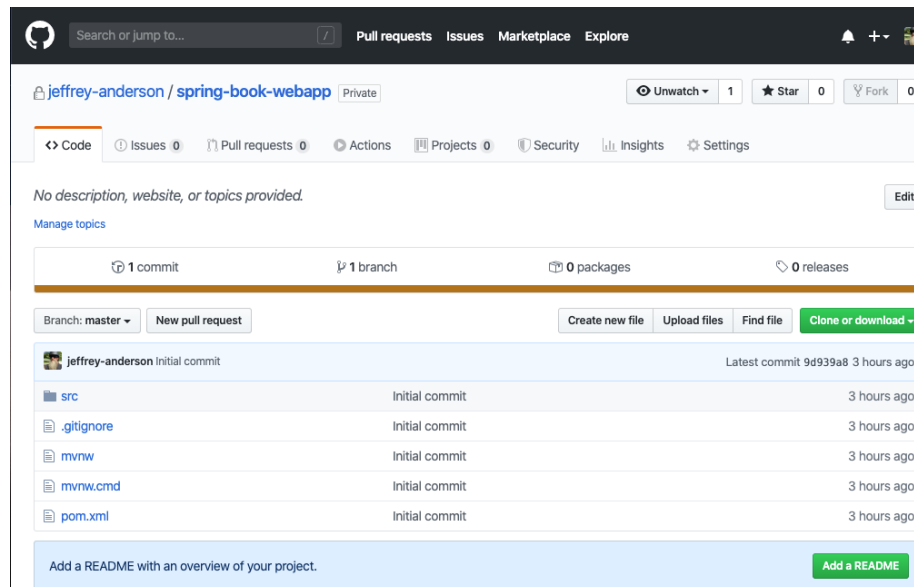 Search or jump to... / Pull requests Issues Marketplace Explore
jeffrey-anderson / spring-book-webapp Private Unwatch 1 Star 0 Fork 0
Code Issues 0 Pull requests 0 Actions Projects 0 Security Insights Settings
No description, website, or topics provided. Edit
Manage topics
1 commit 1 branch 0 packages 0 releases
Branch: master New pull request Create new file Upload files Find file Clone or download
jeffrey-anderson Initial commit Latest commit 9d939a8 3 hours ago
src Initial commit 3 hours ago
.gitignore Initial commit 3 hours ago
mvnw Initial commit 3 hours ago
mvnw.cmd Initial commit 3 hours ago
pom.xml Initial commit 3 hours ago
Add a README with an overview of your project. Add a README